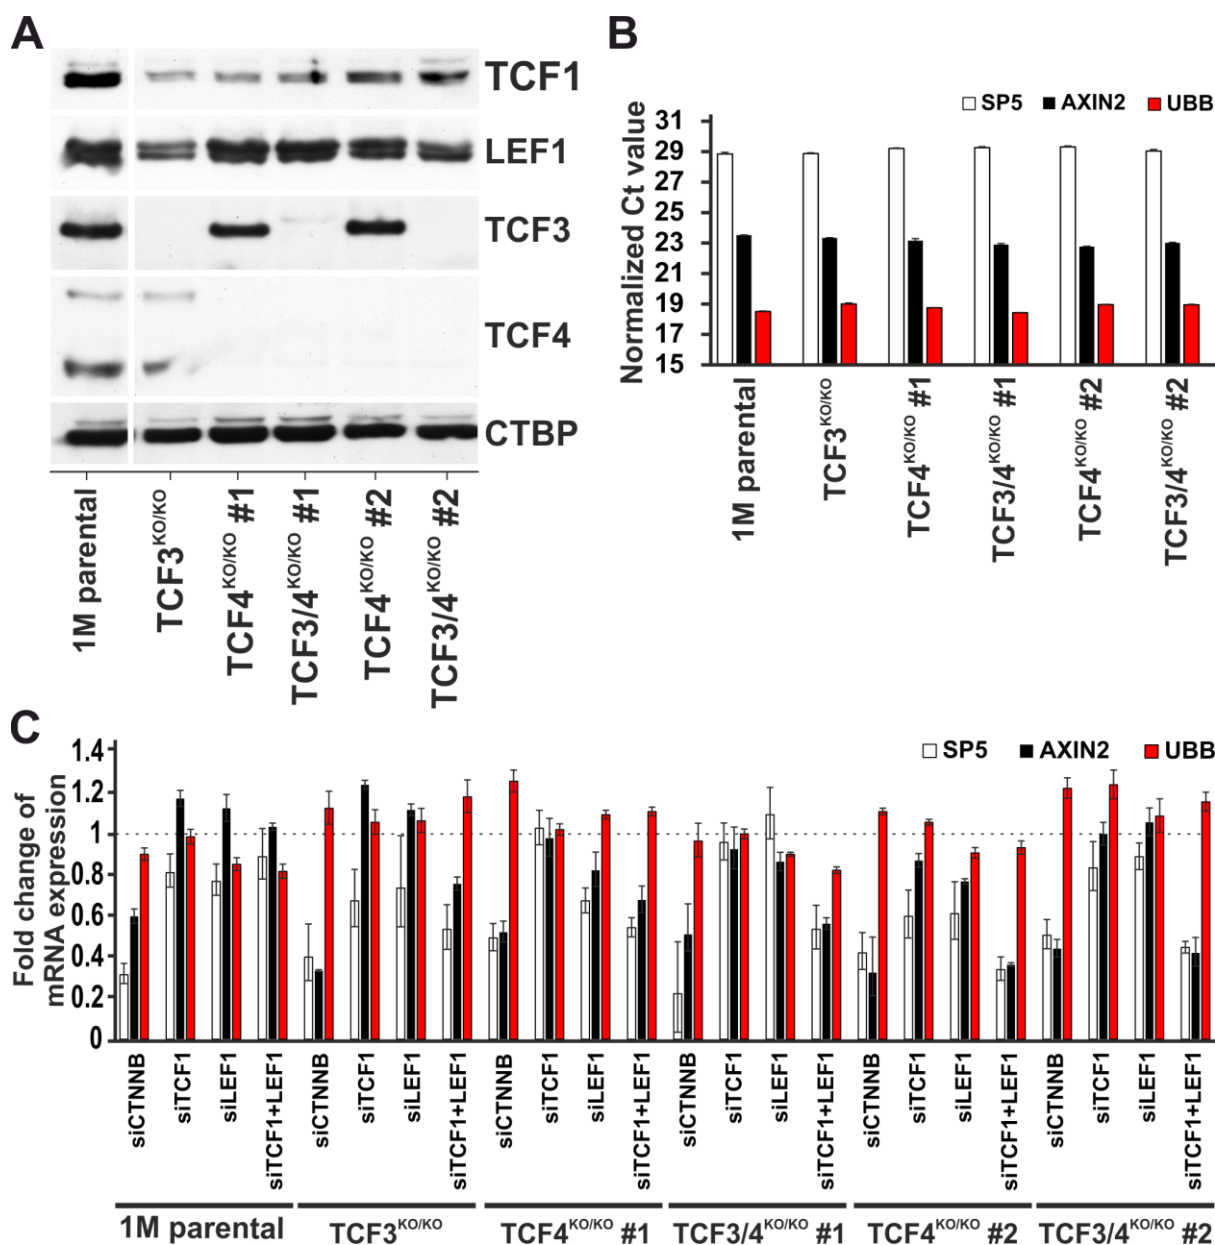 A
TCF1
LEF1
TCF3
TCF4
CTBP
1M parental
TCF3KO/KO
TCF4KO/KO #1
TCF3/4KO/KO #1
TCF4KO/KO #2
TCF3/4KO/KO #2
B
SP5 AXIN2 UBB
Normalized Ct value
31
29
27
25
23
21
19
17
15
1M parental
TCF3KO/KO
TCF4KO/KO #1
TCF3/4KO/KO #1
TCF4KO/KO #2
TCF3/4KO/KO #2
C
SP5 AXIN2 UBB
Fold change of
mRNA expression
1.4
1.2
1
0.8
0.6
0.4
0.2
0
siCTNNB
siTCF1
siLEF1
siTCF1+LEF1
siCTNNB
siTCF1
siLEF1
siTCF1+LEF1
siCTNNB
siTCF1
siLEF1
siTCF1+LEF1
siCTNNB
siTCF1
siLEF1
siTCF1+LEF1
siCTNNB
siTCF1
siLEF1
siTCF1+LEF1
siCTNNB
siTCF1
siLEF1
siTCF1+LEF1
1M parental
TCF3KO/KO
TCF4KO/KO #1
TCF3/4KO/KO #1
TCF4KO/KO #2
TCF3/4KO/KO #2